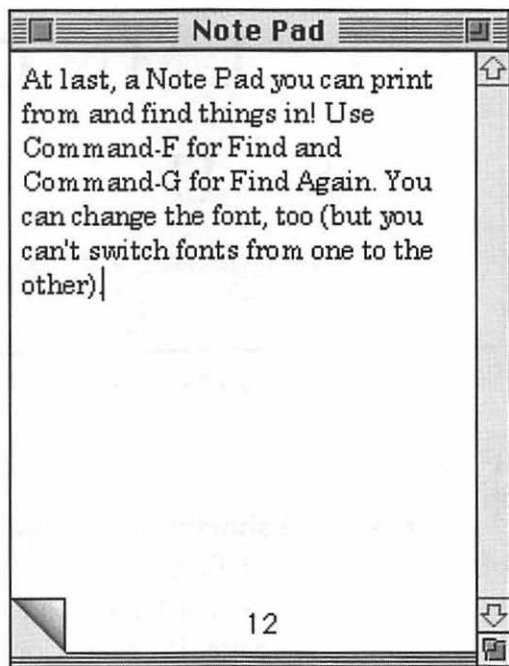 Note Pad
At last, a Note Pad you can print
from and find things in! Use
Command-F for Find and
Command-G for Find Again. You
can change the font, too (but you
can't switch fonts from one to the
other).
12